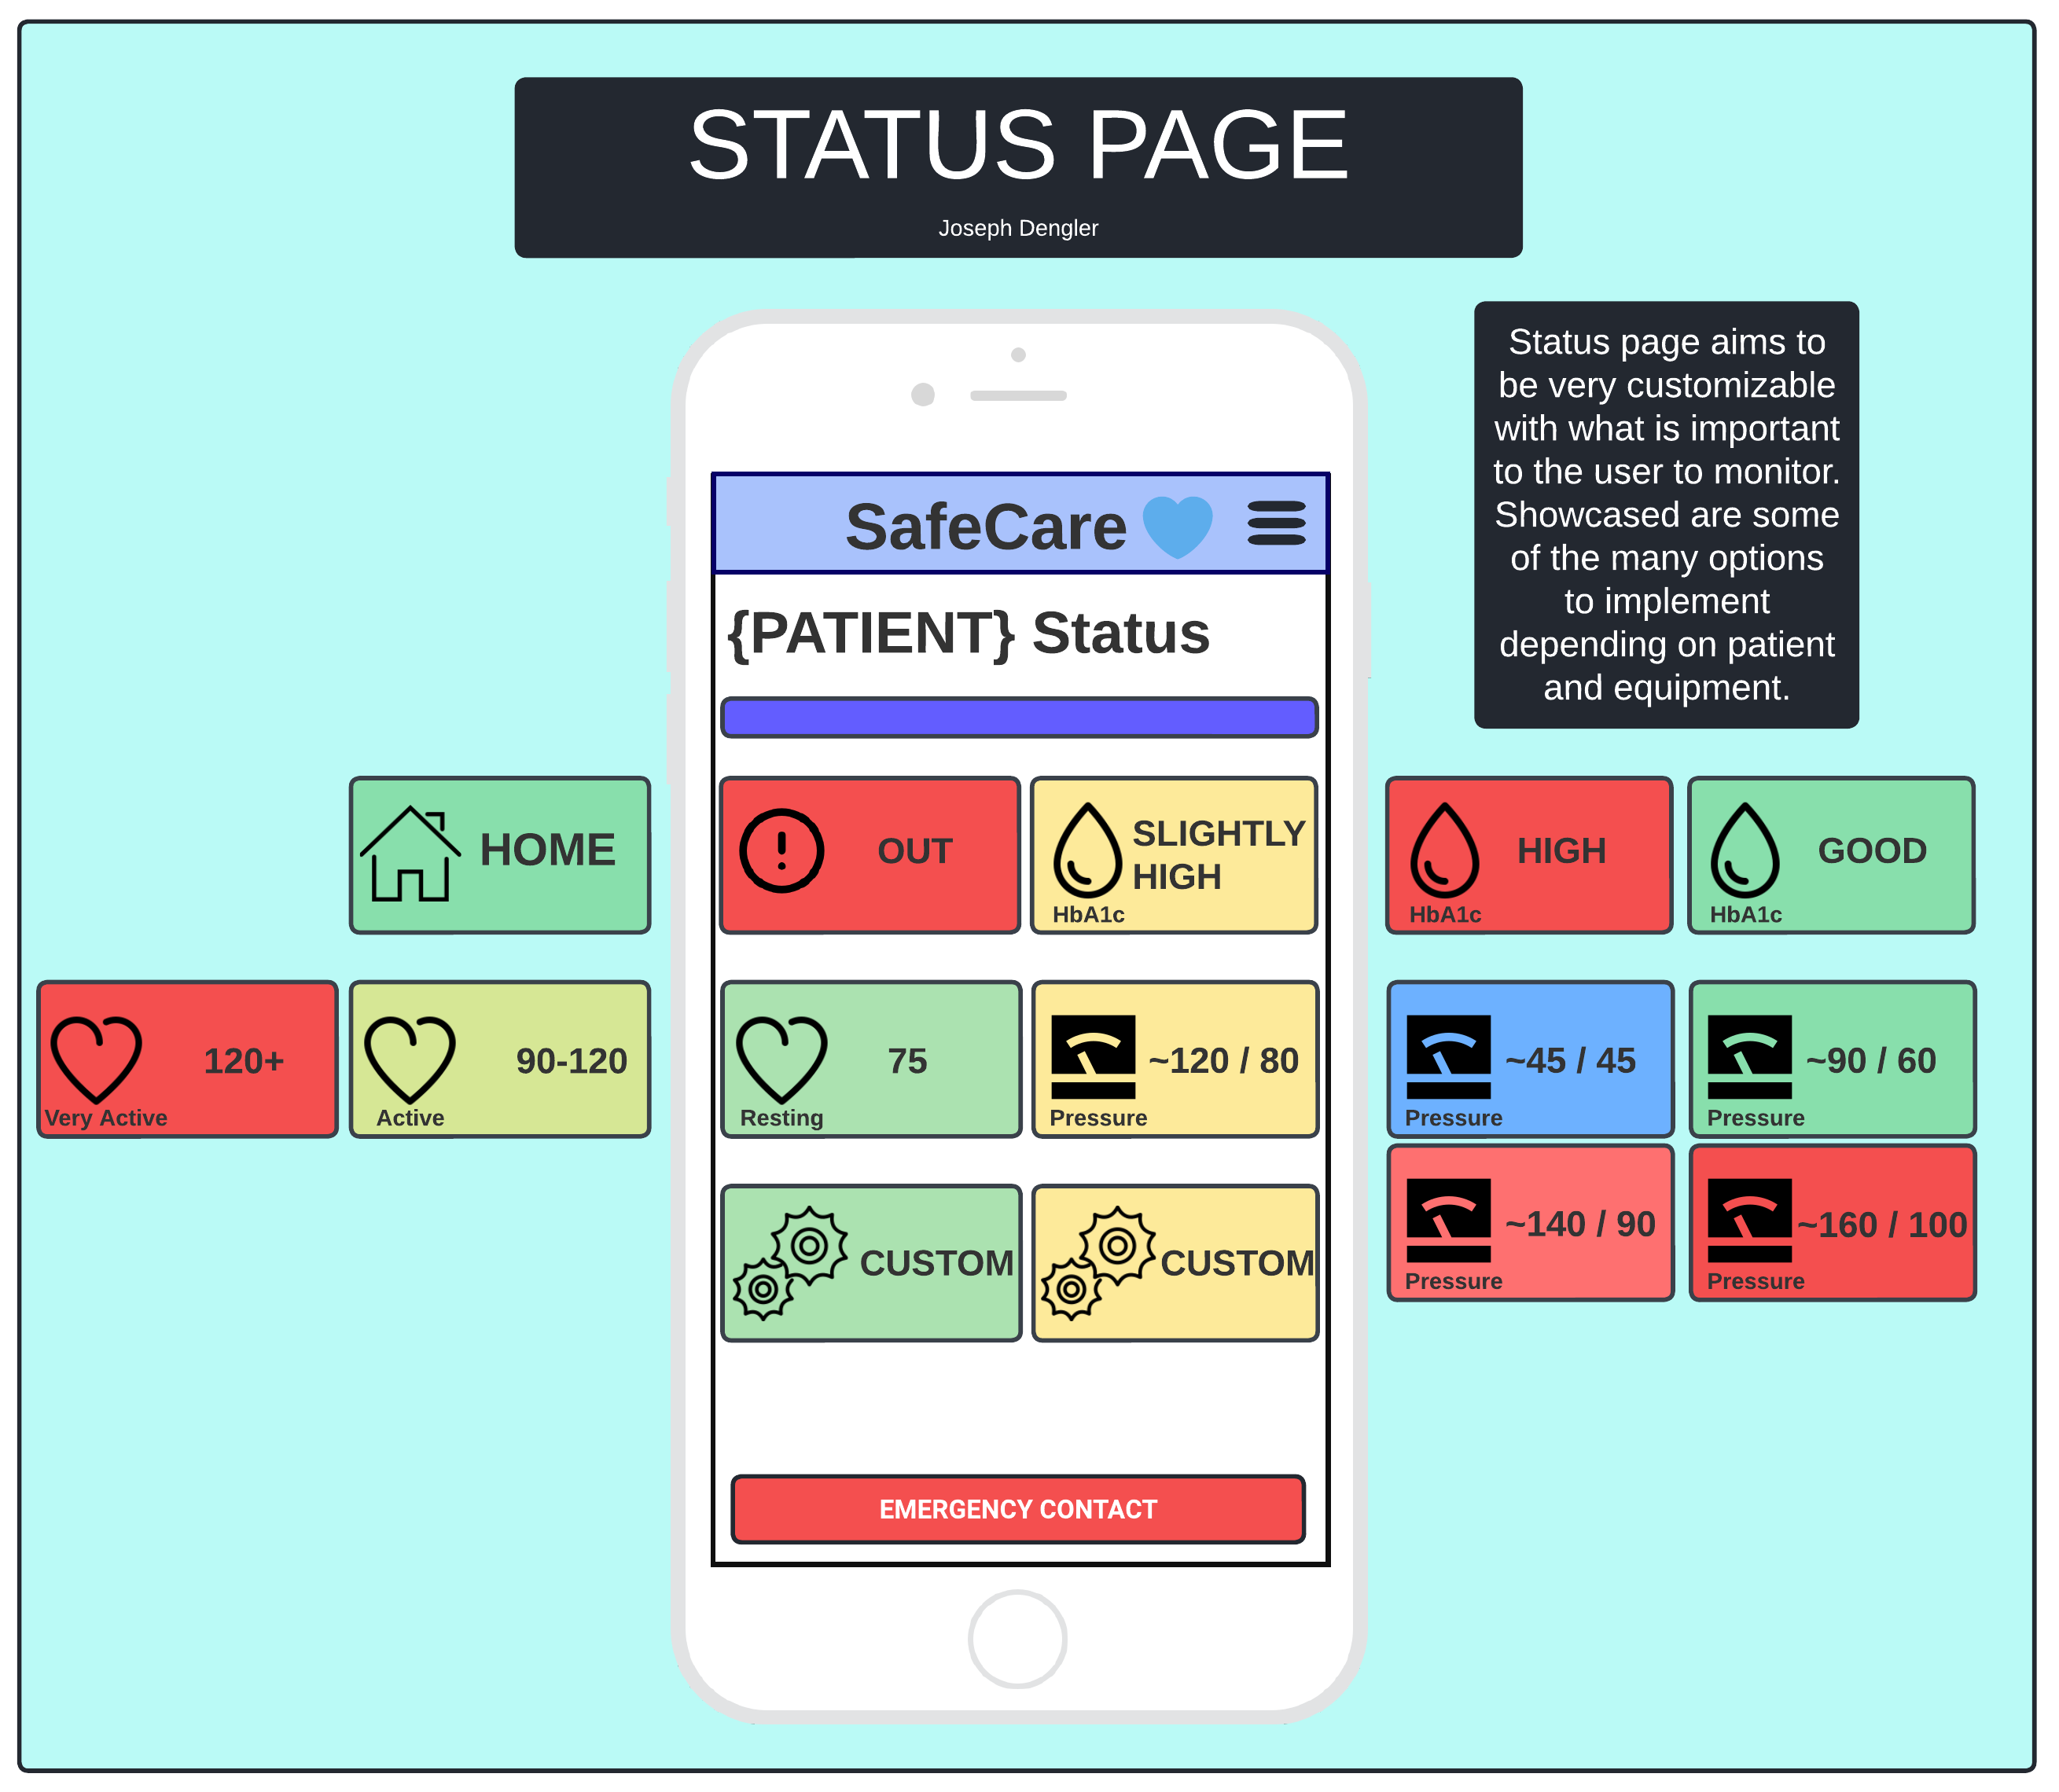 STATUS PAGE
Joseph Dengler
Status page aims to
be very customizable
with what is important
to the user to monitor.
Showcased are some
of the many options
to implement
depending on patient
and equipment.
SafeCare
{PATIENT} Status
HOME
OUT
SLIGHTLY
HIGH
HbA1c
HIGH
HbA1c
GOOD
HbA1c
120+
Very Active
90-120
Active
75
Resting
~120 / 80
Pressure
~45 / 45
Pressure
~90 / 60
Pressure
~140 / 90
Pressure
~160 / 100
Pressure
CUSTOM
CUSTOM
EMERGENCY CONTACT